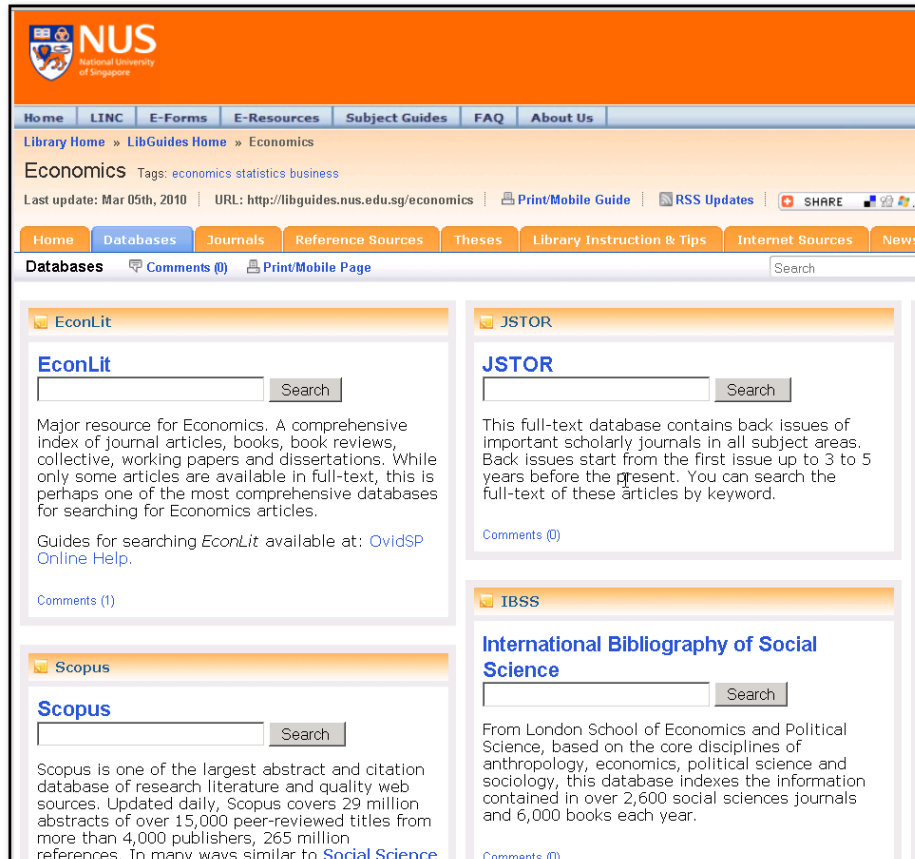 NUS
National University
of Singapore
Home LINC E-Forms E-Resources Subject Guides FAQ About Us
Library Home » LibGuides Home » Economics
Economics Tags: economics statistics business
Last update: Mar 05th, 2010 URL: http://libguides.nus.edu.sg/economics Print/Mobile Guide RSS Updates SHARE
Home Databases Journals Reference Sources Theses Library Instruction & Tips Internet Sources News
Databases Comments (0) Print/Mobile Page Search
EconLit
EconLit
Search
Major resource for Economics. A comprehensive
index of journal articles, books, book reviews,
collective, working papers and dissertations. While
only some articles are available in full-text, this is
perhaps one of the most comprehensive databases
for searching for Economics articles.
Guides for searching EconLit available at: OvidSP
Online Help.
Comments (1)
Scopus
Scopus
Search
Scopus is one of the largest abstract and citation
database of research literature and quality web
sources. Updated daily, Scopus covers 29 million
abstracts of over 15,000 peer-reviewed titles from
more than 4,000 publishers, 265 million
references. In many ways similar to Social Science
JSTOR
JSTOR
Search
This full-text database contains back issues of
important scholarly journals in all subject areas.
Back issues start from the first issue up to 3 to 5
years before the present. You can search the
full-text of these articles by keyword.
Comments (0)
IBSS
International Bibliography of Social
Science
Search
From London School of Economics and Political
Science, based on the core disciplines of
anthropology, economics, political science and
sociology, this database indexes the information
contained in over 2,600 social sciences journals
and 6,000 books each year.
Comments (0)